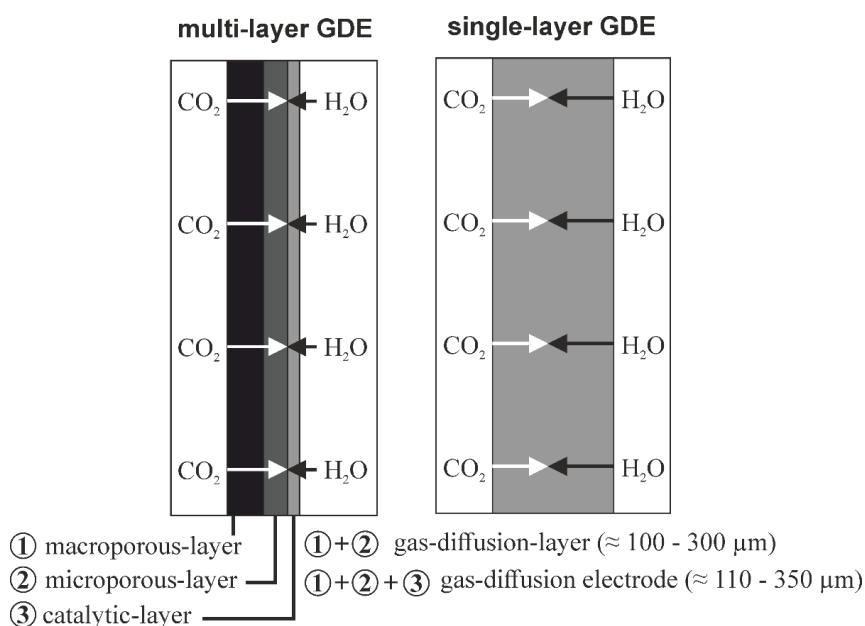 multi-layer GDE
single-layer GDE
CO₂ H₂O
CO₂ H₂O
CO₂ H₂O
CO₂ H₂O
CO₂ H₂O
CO₂ H₂O
CO₂ H₂O
CO₂ H₂O
① macroporous-layer
② microporous-layer
③ catalytic-layer
①+② gas-diffusion-layer (≈ 100 - 300 µm)
①+②+③ gas-diffusion electrode (≈ 110 - 350 µm)